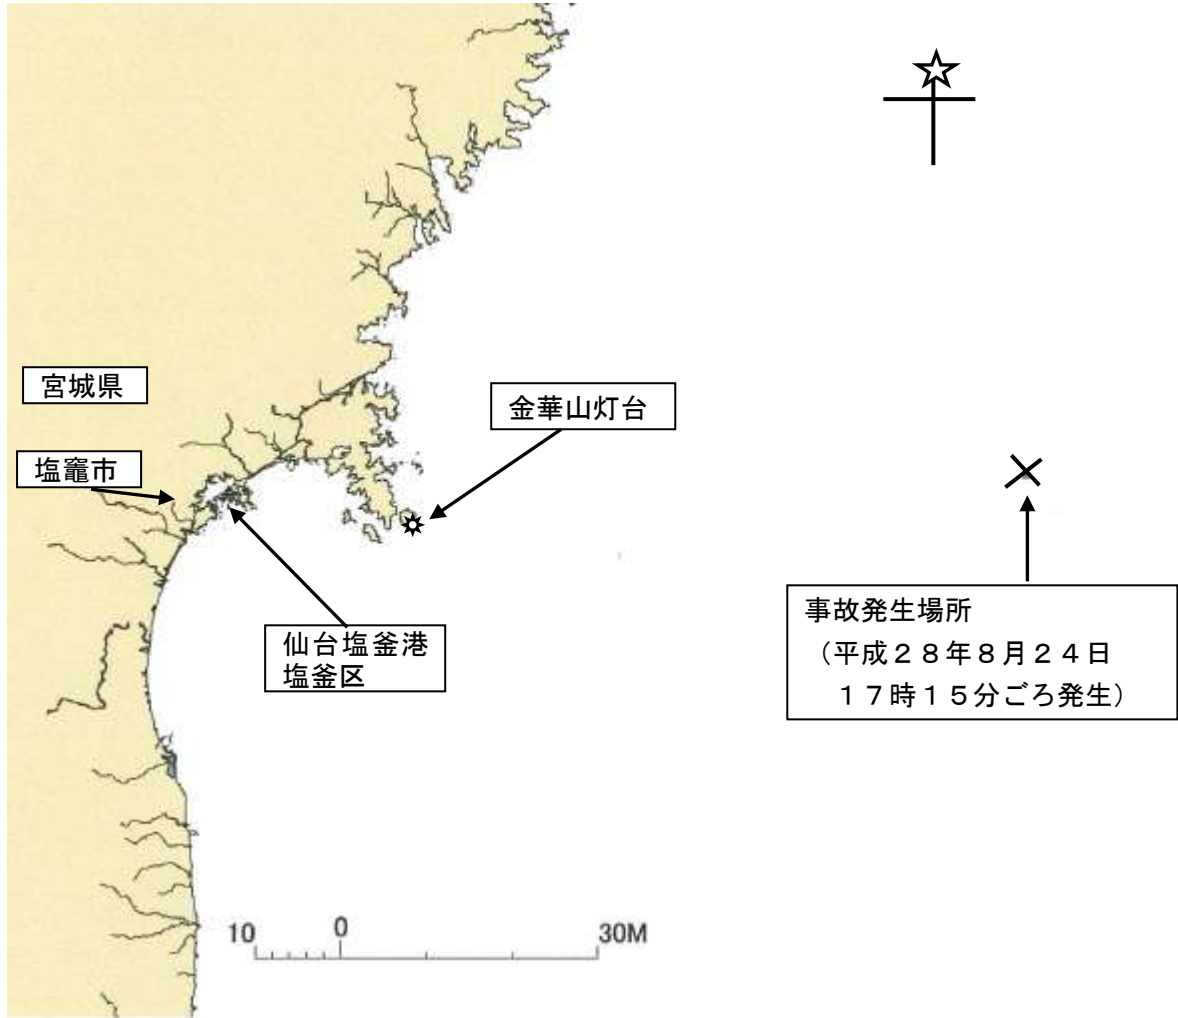 宮城県
金華山灯台
塩竈市
仙台塩釜港
塩釜区
事故発生場所
（平成２８年８月２４日
１７時１５分ごろ発生）
10 0 30M